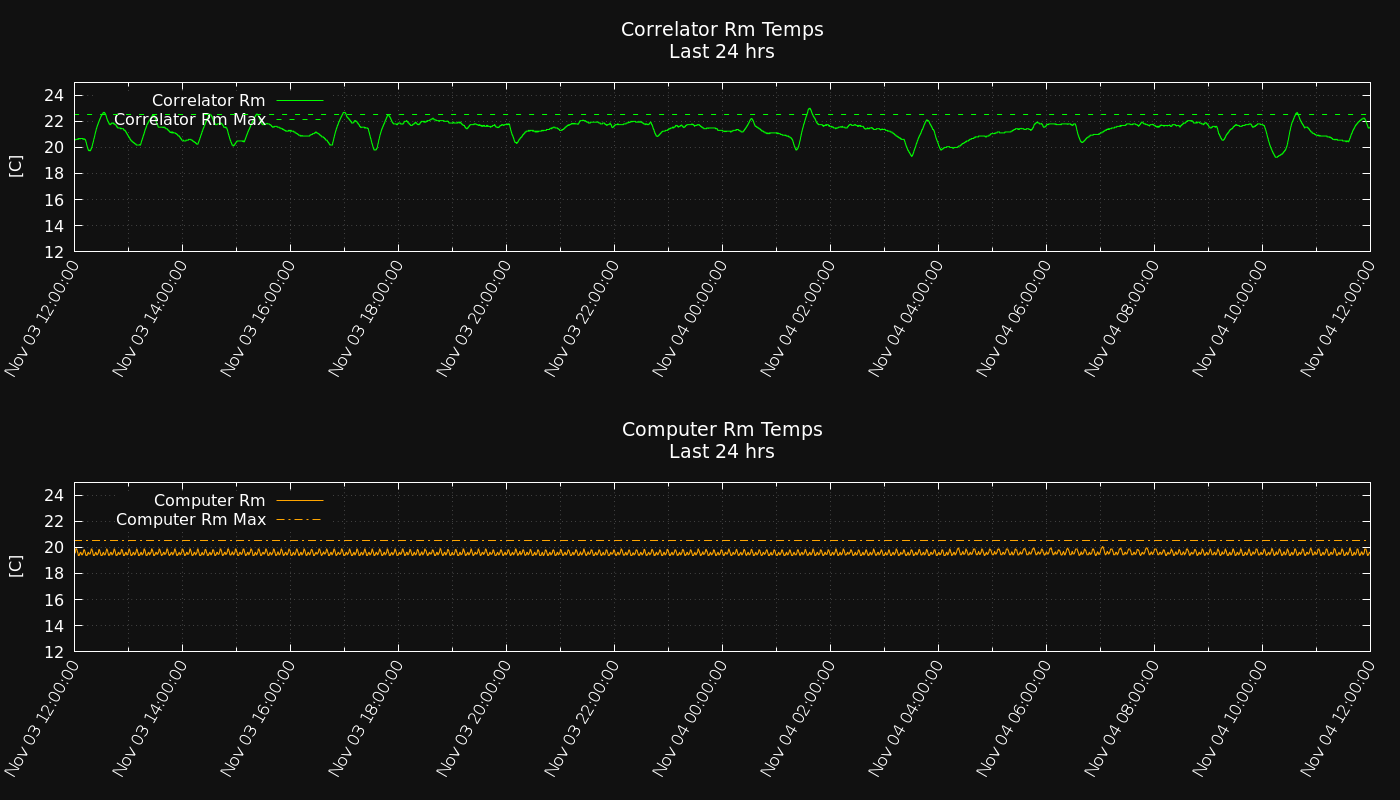 Correlator Rm Temps
Last 24 hrs
Correlator Rm
Correlator Rm Max
[C]
24
22
20
18
16
14
12
Nov 03 12:00:00
Nov 03 14:00:00
Nov 03 16:00:00
Nov 03 18:00:00
Nov 03 20:00:00
Nov 03 22:00:00
Nov 04 00:00:00
Nov 04 02:00:00
Nov 04 04:00:00
Nov 04 06:00:00
Nov 04 08:00:00
Nov 04 10:00:00
Nov 04 12:00:00
Computer Rm Temps
Last 24 hrs
Computer Rm
Computer Rm Max
[C]
24
22
20
18
16
14
12
Nov 03 12:00:00
Nov 03 14:00:00
Nov 03 16:00:00
Nov 03 18:00:00
Nov 03 20:00:00
Nov 03 22:00:00
Nov 04 00:00:00
Nov 04 02:00:00
Nov 04 04:00:00
Nov 04 06:00:00
Nov 04 08:00:00
Nov 04 10:00:00
Nov 04 12:00:00